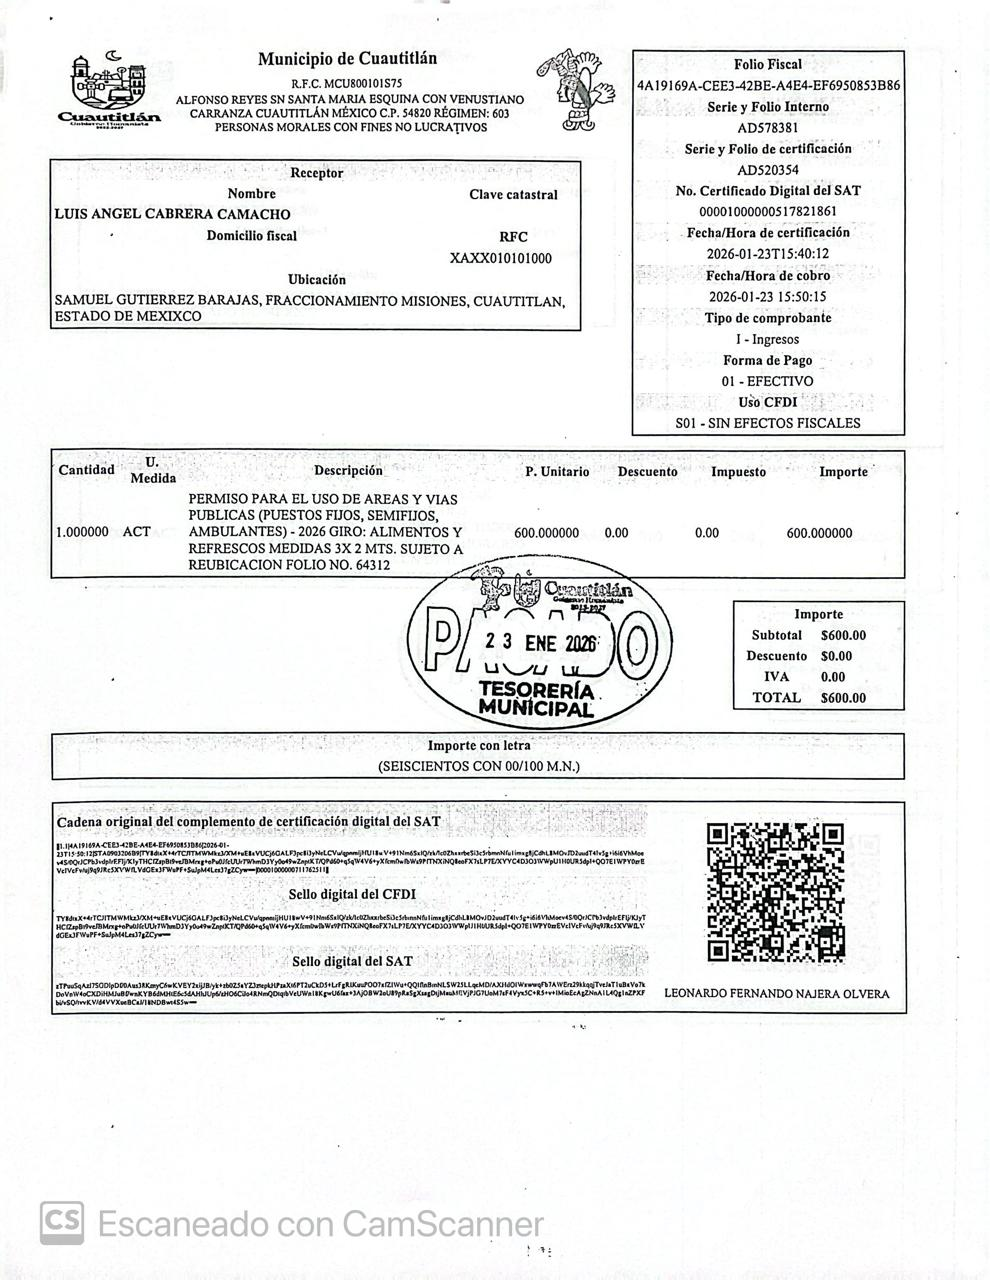 Cuautitlán
Gobierno Humanista
2025-2027
Municipio de Cuautitlán
R.F.C. MCU800101S75
ALFONSO REYES SN SANTA MARIA ESQUINA CON VENUSTIANO
CARRANZA CUAUTITLÁN MÉXICO C.P. 54820 RÉGIMEN: 603
PERSONAS MORALES CON FINES NO LUCRATIVOS
Folio Fiscal
4A19169A-CEE3-42BE-A4E4-EF6950853B86
Serie y Folio Interno
AD578381
Serie y Folio de certificación
AD520354
No. Certificado Digital del SAT
00001000000517821861
Fecha/Hora de certificación
2026-01-23T15:40:12
Fecha/Hora de cobro
2026-01-23 15:50:15
Tipo de comprobante
I - Ingresos
Forma de Pago
01 - EFECTIVO
Uso CFDI
S01 - SIN EFECTOS FISCALES
Receptor
Nombre Clave catastral
LUIS ANGEL CABRERA CAMACHO
Domicilio fiscal RFC
XAXX010101000
Ubicación
SAMUEL GUTIERREZ BARAJAS, FRACCIONAMIENTO MISIONES, CUAUTITLAN,
ESTADO DE MEXIXCO
Cantidad U. Medida Descripción P. Unitario Descuento Impuesto Importe
PERMISO PARA EL USO DE AREAS Y VIAS
PUBLICAS (PUESTOS FIJOS, SEMIFIJOS,
1.000000 ACT AMBULANTES) - 2026 GIRO: ALIMENTOS Y 600.000000 0.00 0.00 600.000000
REFRESCOS MEDIDAS 3X 2 MTS. SUJETO A
REUBICACION FOLIO NO. 64312
Cuautitlán
Gobierno Humanista
2025-2027
PAGADO
23 ENE 2026
TESORERÍA
MUNICIPAL
Importe
Subtotal $600.00
Descuento $0.00
IVA 0.00
TOTAL $600.00
Importe con letra
(SEISCIENTOS CON 00/100 M.N.)
Cadena original del complemento de certificación digital del SAT
Sello digital del CFDI
Sello digital del SAT
LEONARDO FERNANDO NAJERA OLVERA
CS Escaneado con CamScanner